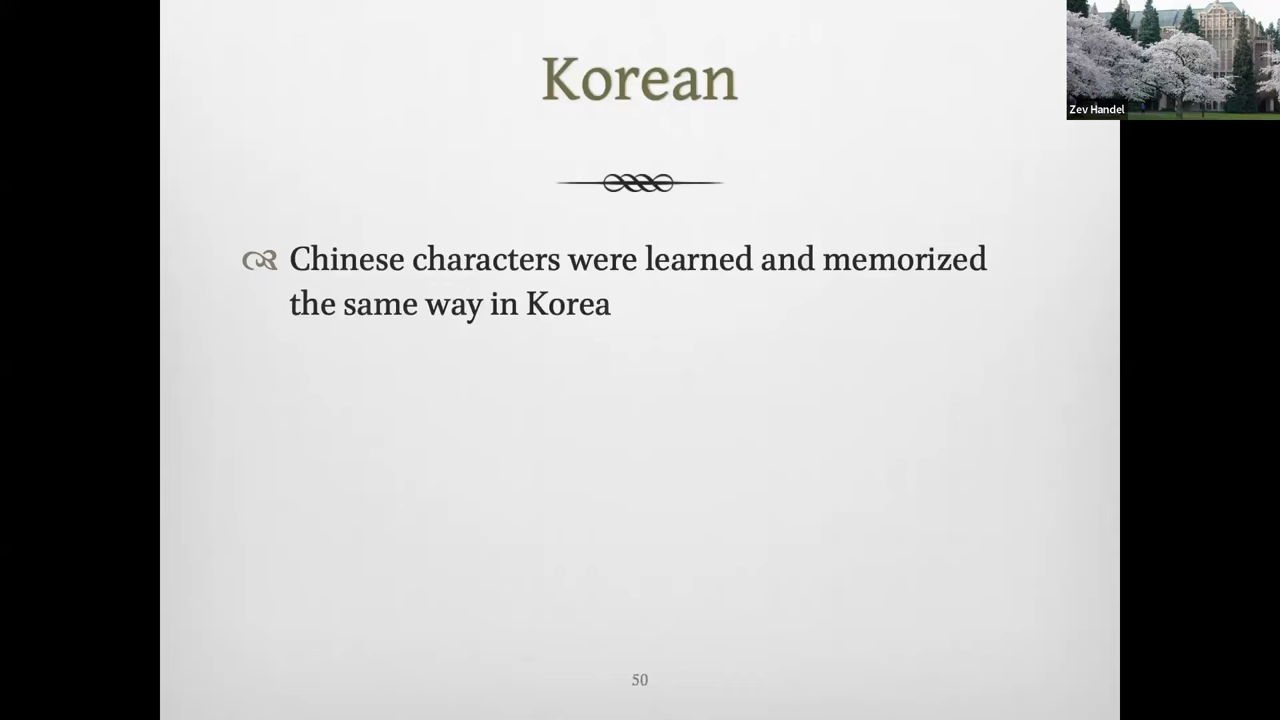 Korean
Zev Handel
Chinese characters were learned and memorized
the same way in Korea
50